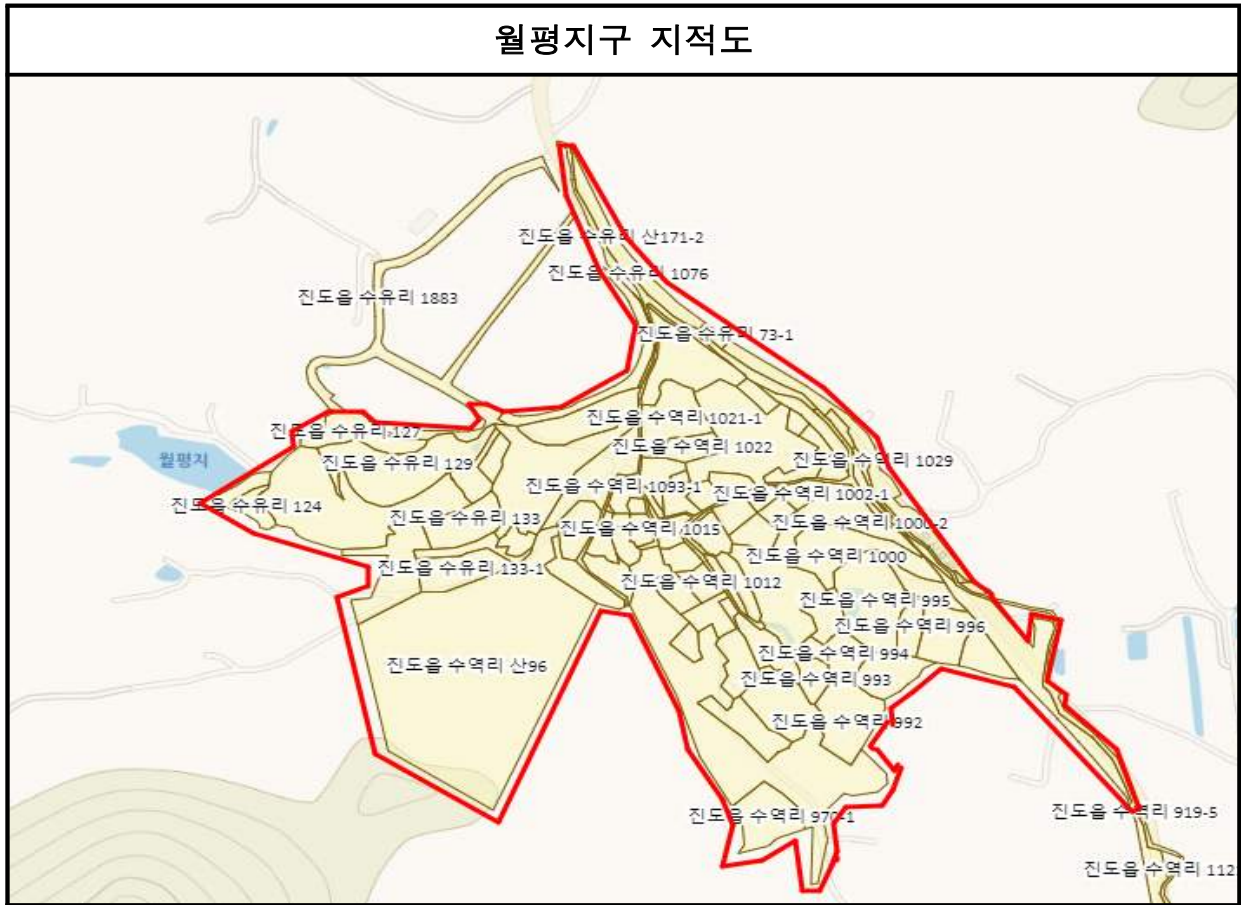 월평지구 지적도
진도읍 수유리 산171-2
진도읍 수유리 1076
진도읍 수유리 1883
진도읍 수유리 73-1
진도읍 수역리 1021-1
진도읍 수유리 127
진도읍 수역리 1022
월평지
진도읍 수유리 129
진도읍 수역리 1029
진도읍 수역리 1093-1
진도읍 수역리 1002-1
진도읍 수유리 124
진도읍 수유리 133
진도읍 수역리 1015
진도읍 수역리 1000-2
진도읍 수역리 1000
진도읍 수유리 133-1
진도읍 수역리 1012
진도읍 수역리 995
진도읍 수역리 996
진도읍 수역리 994
진도읍 수역리 산96
진도읍 수역리 993
진도읍 수역리 992
진도읍 수역리 970-1
진도읍 수역리 919-5
진도읍 수역리 112